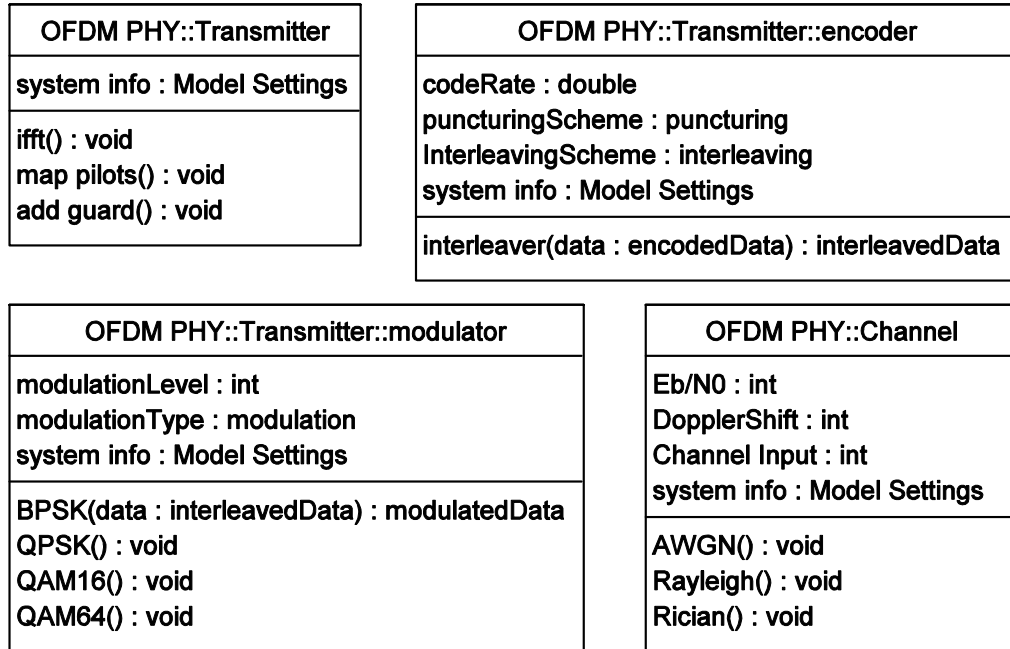 OFDM PHY::Transmitter
system info : Model Settings
ifft() : void
map pilots() : void
add guard() : void
OFDM PHY::Transmitter::encoder
codeRate : double
puncturingScheme : puncturing
InterleavingScheme : interleaving
system info : Model Settings
interleaver(data : encodedData) : interleavedData
OFDM PHY::Transmitter::modulator
modulationLevel : int
modulationType : modulation
system info : Model Settings
BPSK(data : interleavedData) : modulatedData
QPSK() : void
QAM16() : void
QAM64() : void
OFDM PHY::Channel
Eb/N0 : int
DopplerShift : int
Channel Input : int
system info : Model Settings
AWGN() : void
Rayleigh() : void
Rician() : void